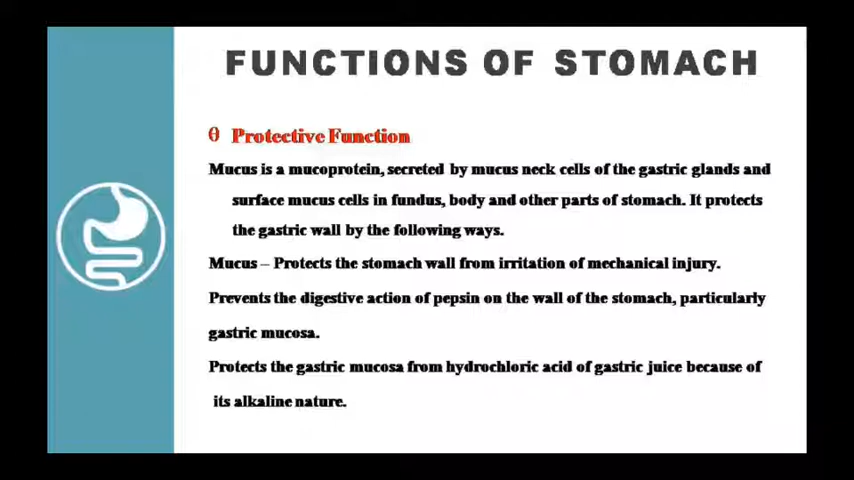 FUNCTIONS OF STOMACH
θ Protective Function
Mucus is a mucoprotein, secreted by mucus neck cells of the gastric glands and
surface mucus cells in fundus, body and other parts of stomach. It protects
the gastric wall by the following ways.
Mucus – Protects the stomach wall from irritation of mechanical injury.
Prevents the digestive action of pepsin on the wall of the stomach, particularly
gastric mucosa.
Protects the gastric mucosa from hydrochloric acid of gastric juice because of
its alkaline nature.